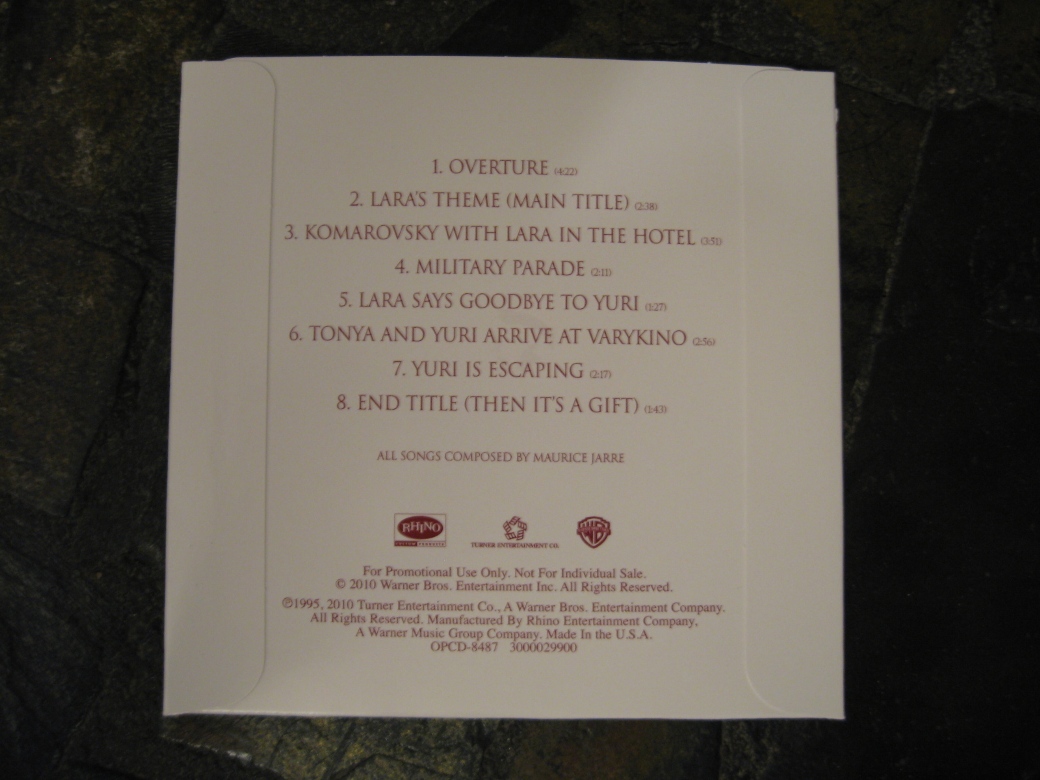 1. OVERTURE (4:22)
2. LARA'S THEME (MAIN TITLE) (2:38)
3. KOMAROVSKY WITH LARA IN THE HOTEL (3:51)
4. MILITARY PARADE (2:11)
5. LARA SAYS GOODBYE TO YURI (1:27)
6. TONYA AND YURI ARRIVE AT VARYKINO (2:56)
7. YURI IS ESCAPING (2:17)
8. END TITLE (THEN IT'S A GIFT) (1:43)
ALL SONGS COMPOSED BY MAURICE JARRE
RHINO
CUSTOM PRODUCTS
TURNER ENTERTAINMENT CO.
WB
For Promotional Use Only. Not For Individual Sale.
© 2010 Warner Bros. Entertainment Inc. All Rights Reserved.
℗1995, 2010 Turner Entertainment Co., A Warner Bros. Entertainment Company.
All Rights Reserved. Manufactured By Rhino Entertainment Company,
A Warner Music Group Company. Made In the U.S.A.
OPCD-8487 3000029900